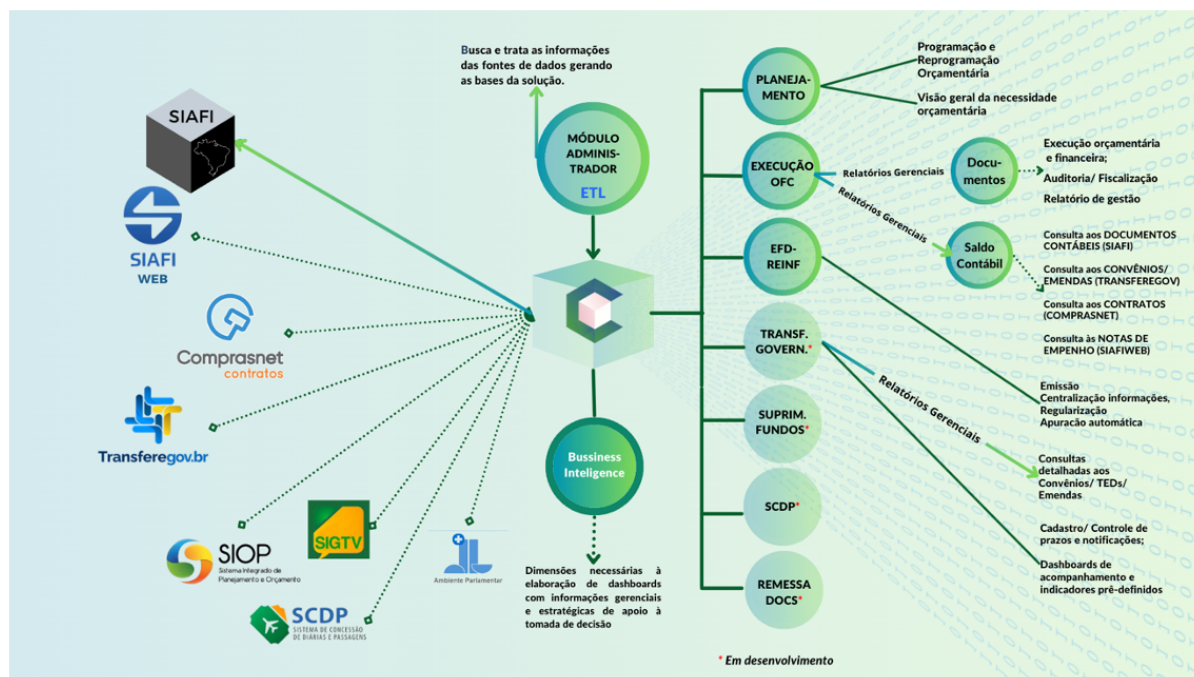 Busca e trata as informações
das fontes de dados gerando
as bases da solução.
SIAFI
SIAFI
WEB
Comprasnet
contratos
Transferegov.br
SIOP
Sistema Integrado de
Planejamento e Orçamento
SIGTV
Ambiente Parlamentar
SCDP
SISTEMA DE CONCESSÃO
DE DIÁRIAS E PASSAGENS
MÓDULO
ADMINIS-
TRADOR
ETL
Bussiness
Inteligence
Dimensões necessárias à
elaboração de dashboards
com informações gerenciais
e estratégicas de apoio à
tomada de decisão
PLANEJA-
MENTO
Programação e
Reprogramação
Orçamentária
Visão geral da necessidade
orçamentária
EXECUÇÃO
OFC
Relatórios Gerenciais
Docu-
mentos
Execução orçamentária
e financeira;
Auditoria/ Fiscalização
Relatório de gestão
Relatórios Gerenciais
Saldo
Contábil
Consulta aos DOCUMENTOS
CONTÁBEIS (SIAFI)
Consulta aos CONVÊNIOS/
EMENDAS (TRANSFEREGOV)
Consulta aos CONTRATOS
(COMPRASNET)
Consulta às NOTAS DE
EMPENHO (SIAFIWEB)
EFD-
REINF
Emissão
Centralização informações,
Regularização
Apuracão automática
TRANSF.
GOVERN.*
Relatórios Gerenciais
Consultas
detalhadas aos
Convênios/ TEDs/
Emendas
Cadastro/ Controle de
prazos e notificações;
Dashboards de
acompanhamento e
indicadores pré-definidos
SUPRIM.
FUNDOS*
SCDP*
REMESSA
DOCS*
* Em desenvolvimento